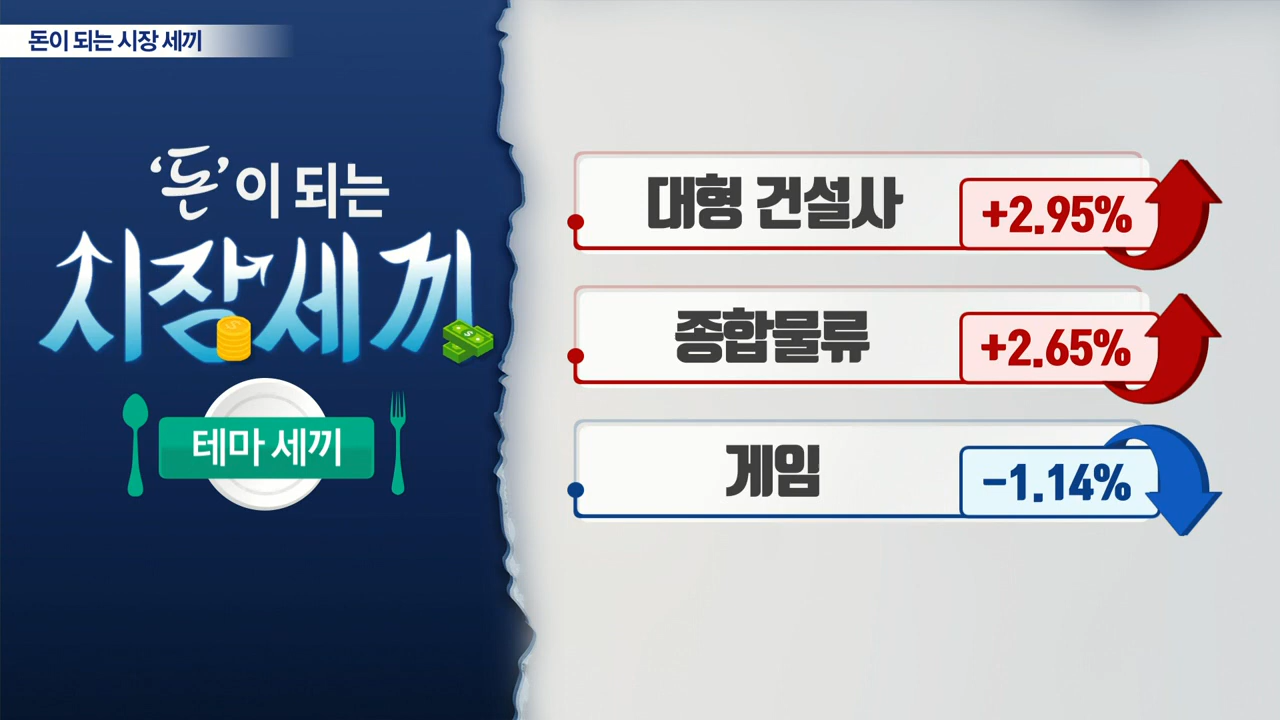 돈이 되는 시장 세끼
'돈'이 되는
시장세끼
테마 세끼
대형 건설사 +2.95%
종합물류 +2.65%
게임 -1.14%